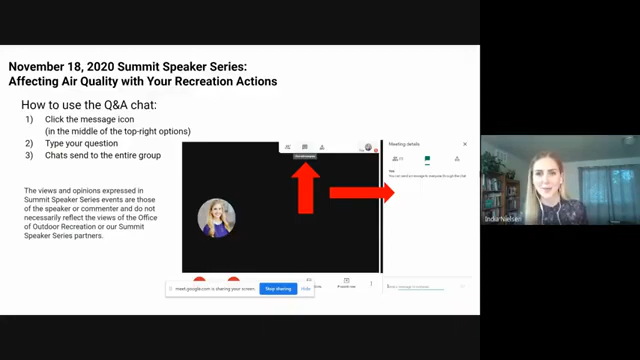 November 18, 2020 Summit Speaker Series:
Affecting Air Quality with Your Recreation Actions
How to use the Q&A chat:
1) Click the message icon
(in the middle of the top-right options)
2) Type your question
3) Chats send to the entire group
The views and opinions expressed in
Summit Speaker Series events are those
of the speaker or commenter and do not
necessarily reflect the views of the Office
of Outdoor Recreation or our Summit
Speaker Series partners.
Meeting details
meet.google.com is sharing your screen.
Stop sharing
Hide